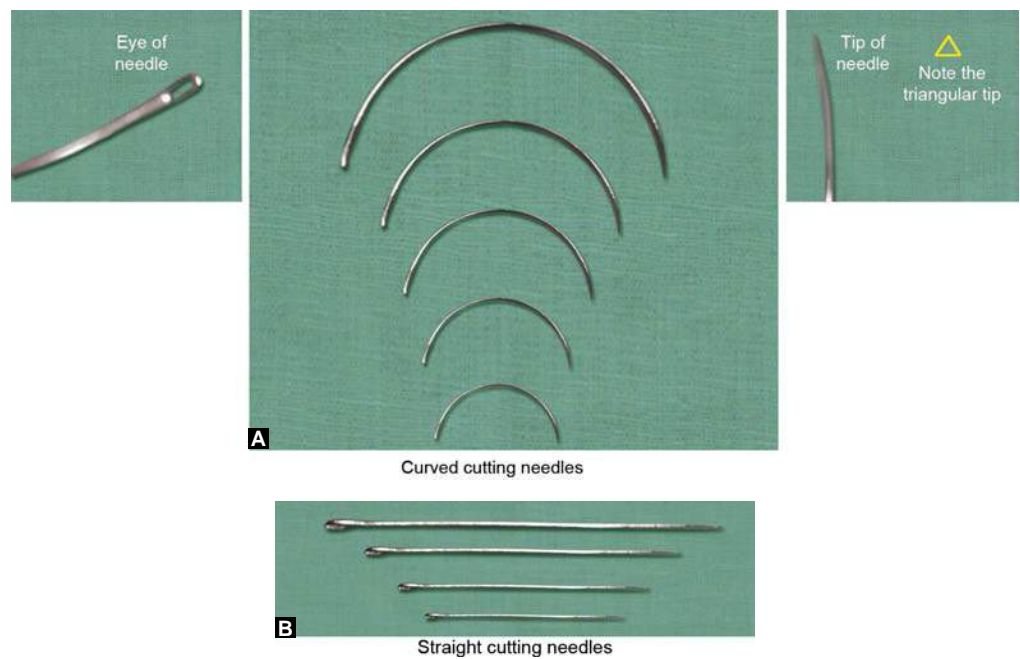 Eye of
needle
Tip of
needle
Note the
triangular tip
A
Curved cutting needles
B
Straight cutting needles